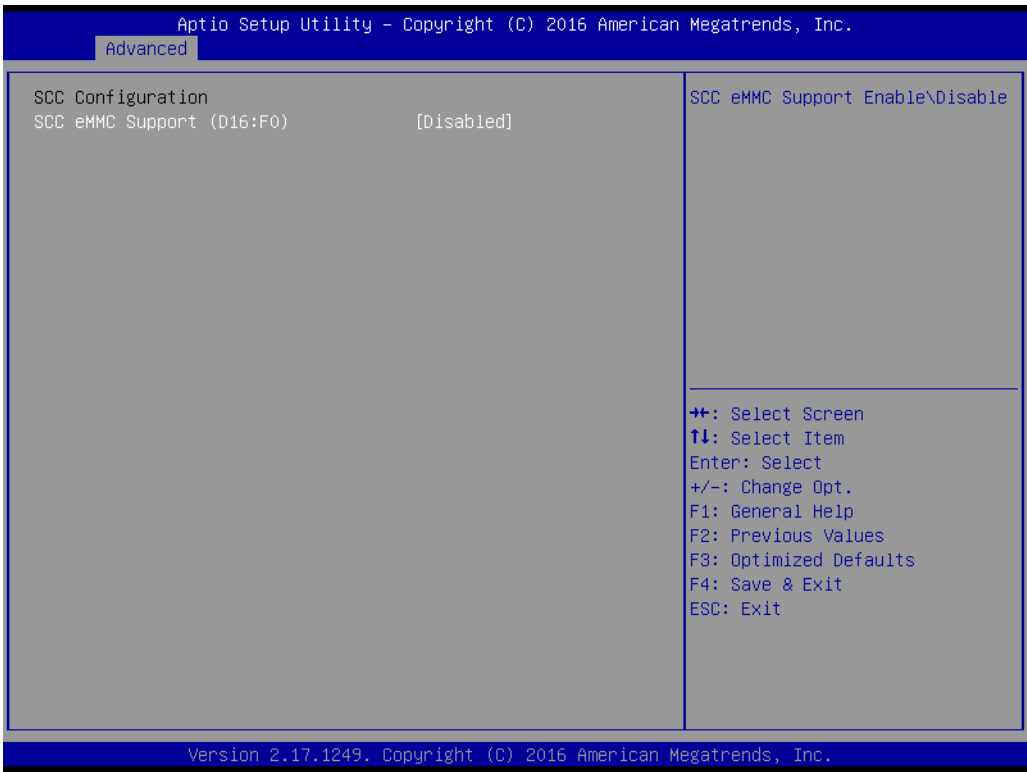 Aptio Setup Utility – Copyright (C) 2016 American Megatrends, Inc.
Advanced
SCC Configuration
SCC eMMC Support (D16:F0) [Disabled]
SCC eMMC Support Enable\Disable
→←: Select Screen
↑↓: Select Item
Enter: Select
+/-: Change Opt.
F1: General Help
F2: Previous Values
F3: Optimized Defaults
F4: Save & Exit
ESC: Exit
Version 2.17.1249. Copyright (C) 2016 American Megatrends, Inc.